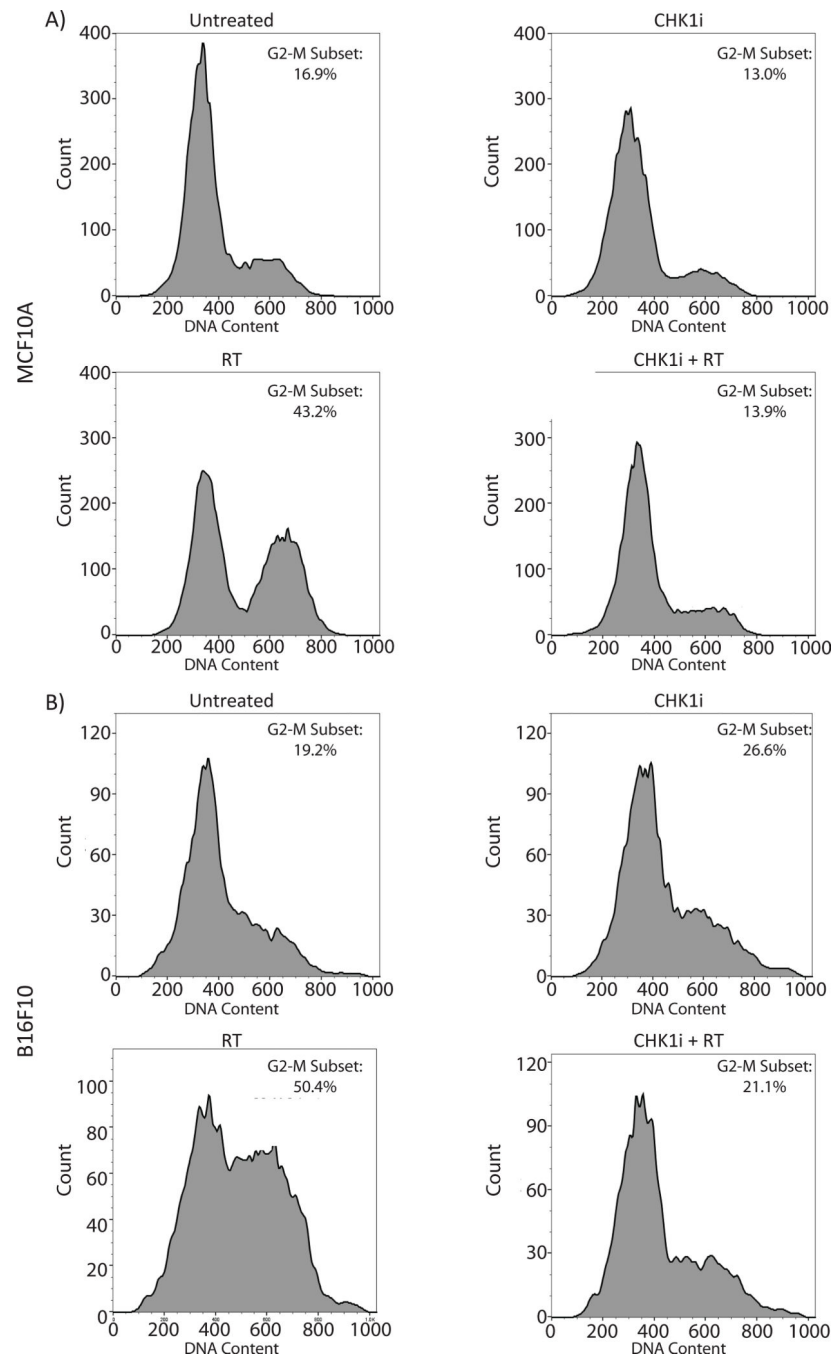 A)
Untreated
G2-M Subset:
16.9%
400
300
200
100
0
Count
0 200 400 600 800 1000
DNA Content
CHK1i
G2-M Subset:
13.0%
400
300
200
100
0
Count
0 200 400 600 800 1000
DNA Content
MCF10A
RT
G2-M Subset:
43.2%
400
300
200
100
0
Count
0 200 400 600 800 1000
DNA Content
CHK1i + RT
G2-M Subset:
13.9%
300
200
100
0
Count
0 200 400 600 800 1000
DNA Content
B)
Untreated
G2-M Subset:
19.2%
120
90
60
30
0
Count
0 200 400 600 800 1000
DNA Content
CHK1i
G2-M Subset:
26.6%
120
90
60
30
0
Count
0 200 400 600 800 1000
DNA Content
B16F10
RT
G2-M Subset:
50.4%
100
80
60
40
20
0
Count
0 200 400 600 800 1000
DNA Content
CHK1i + RT
G2-M Subset:
21.1%
120
90
60
30
0
Count
0 200 400 600 800 1000
DNA Content